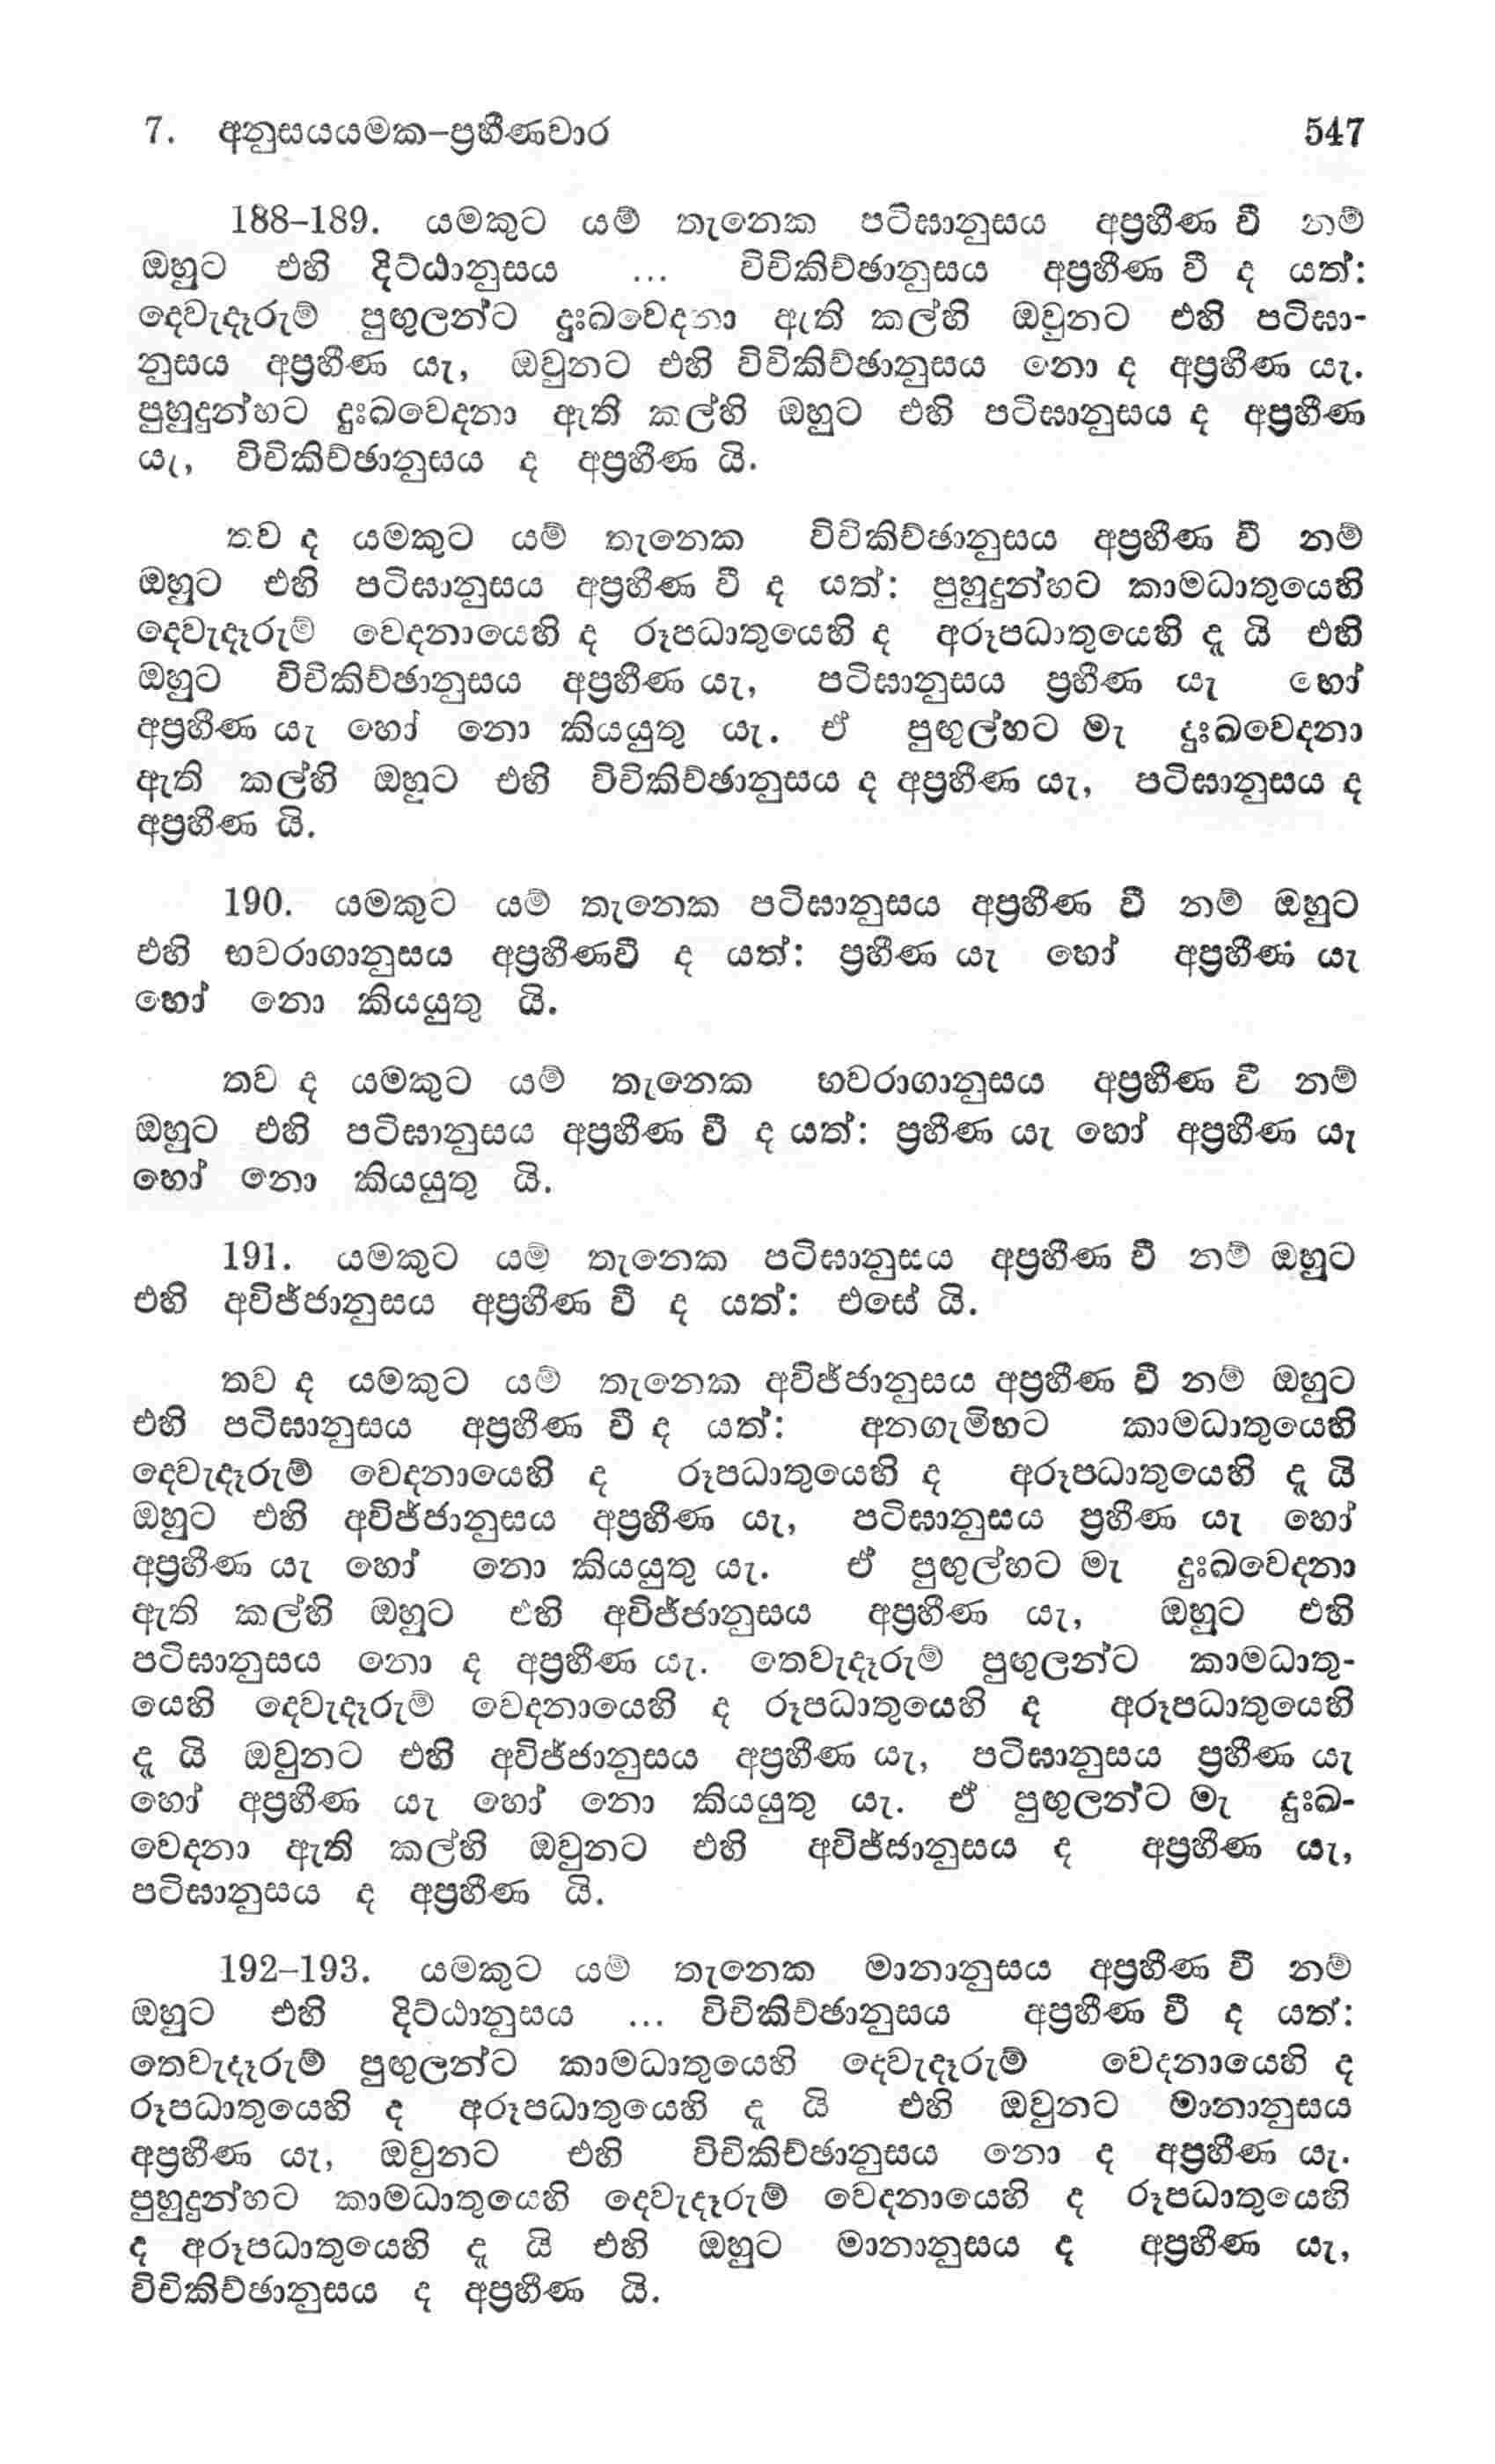 7. අනුසයයමක-ප්‍රහීණවාර 547
188-189. යමකුට යම් තැනෙක පටිඝානුසය අප්‍රහීණ වී නම්
ඔහුට එහි දිට්ඨානුසය ... විචිකිච්ඡානුසය අප්‍රහීණ වී ද යත්:
දෙවැදෑරුම් පුඟුලන්ට දුඃඛවෙදනා ඇති කල්හි ඔවුනට එහි පටිඝා-
නුසය අප්‍රහීණ යැ, ඔවුනට එහි විචිකිච්ඡානුසය නො ද අප්‍රහීණ යැ.
පුහුදුන්හට දුඃඛවෙදනා ඇති කල්හි ඔහුට එහි පටිඝානුසය ද අප්‍රහීණ
යැ, විචිකිච්ඡානුසය ද අප්‍රහීණ යි.
තව ද යමකුට යම් තැනෙක විචිකිච්ඡානුසය අප්‍රහීණ වී නම්
ඔහුට එහි පටිඝානුසය අප්‍රහීණ වී ද යත්: පුහුදුන්හට කාමධාතුයෙහි
දෙවැදෑරුම් වෙදනායෙහි ද රූපධාතුයෙහි ද අරූපධාතුයෙහි දු යි එහි
ඔහුට විචිකිච්ඡානුසය අප්‍රහීණ යැ, පටිඝානුසය ප්‍රහීණ යැ හෝ
අප්‍රහීණ යැ හෝ නො කියයුතු යැ. ඒ පුඟුල්හට මැ දුඃඛවෙදනා
ඇති කල්හි ඔහුට එහි විචිකිච්ඡානුසය ද අප්‍රහීණ යැ, පටිඝානුසය ද
අප්‍රහීණ යි.
190. යමකුට යම් තැනෙක පටිඝානුසය අප්‍රහීණ වී නම් ඔහුට
එහි භවරාගානුසය අප්‍රහීණවී ද යත්: ප්‍රහීණ යැ හෝ අප්‍රහීණ යැ
හෝ නො කියයුතු යි.
තව ද යමකුට යම් තැනෙක භවරාගානුසය අප්‍රහීණ වී නම්
ඔහුට එහි පටිඝානුසය අප්‍රහීණ වී ද යත්: ප්‍රහීණ යැ හෝ අප්‍රහීණ යැ
හෝ නො කියයුතු යි.
191. යමකුට යම් තැනෙක පටිඝානුසය අප්‍රහීණ වී නම් ඔහුට
එහි අවිජ්ජානුසය අප්‍රහීණ වී ද යත්: එසේ යි.
තව ද යමකුට යම් තැනෙක අවිජ්ජානුසය අප්‍රහීණ වී නම් ඔහුට
එහි පටිඝානුසය අප්‍රහීණ වී ද යත්: අනගැමිහට කාමධාතුයෙහි
දෙවැදෑරුම් වෙදනායෙහි ද රූපධාතුයෙහි ද අරූපධාතුයෙහි දු යි
ඔහුට එහි අවිජ්ජානුසය අප්‍රහීණ යැ, පටිඝානුසය ප්‍රහීණ යැ හෝ
අප්‍රහීණ යැ හෝ නො කියයුතු යැ. ඒ පුඟුල්හට මැ දුඃඛවෙදනා
ඇති කල්හි ඔහුට එහි අවිජ්ජානුසය අප්‍රහීණ යැ, ඔහුට එහි
පටිඝානුසය නො ද අප්‍රහීණ යැ. තෙවැදෑරුම් පුඟුලන්ට කාමධාතු-
යෙහි දෙවැදෑරුම් වෙදනායෙහි ද රූපධාතුයෙහි ද අරූපධාතුයෙහි
දු යි ඔවුනට එහි අවිජ්ජානුසය අප්‍රහීණ යැ, පටිඝානුසය ප්‍රහීණ යැ
හෝ අප්‍රහීණ යැ හෝ නො කියයුතු යැ. ඒ පුඟුලන්ට මැ දුඃඛ-
වෙදනා ඇති කල්හි ඔවුනට එහි අවිජ්ජානුසය ද අප්‍රහීණ යැ,
පටිඝානුසය ද අප්‍රහීණ යි.
192-193. යමකුට යම් තැනෙක මානානුසය අප්‍රහීණ වී නම්
ඔහුට එහි දිට්ඨානුසය ... විචිකිච්ඡානුසය අප්‍රහීණ වී ද යත්:
තෙවැදෑරුම් පුඟුලන්ට කාමධාතුයෙහි දෙවැදෑරුම් වෙදනායෙහි ද
රූපධාතුයෙහි ද අරූපධාතුයෙහි දු යි එහි ඔවුනට මානානුසය
අප්‍රහීණ යැ, ඔවුනට එහි විචිකිච්ඡානුසය නො ද අප්‍රහීණ යැ.
පුහුදුන්හට කාමධාතුයෙහි දෙවැදෑරුම් වෙදනායෙහි ද රූපධාතුයෙහි
ද අරූපධාතුයෙහි දු යි එහි ඔහුට මානානුසය ද අප්‍රහීණ යැ,
විචිකිච්ඡානුසය ද අප්‍රහීණ යි.